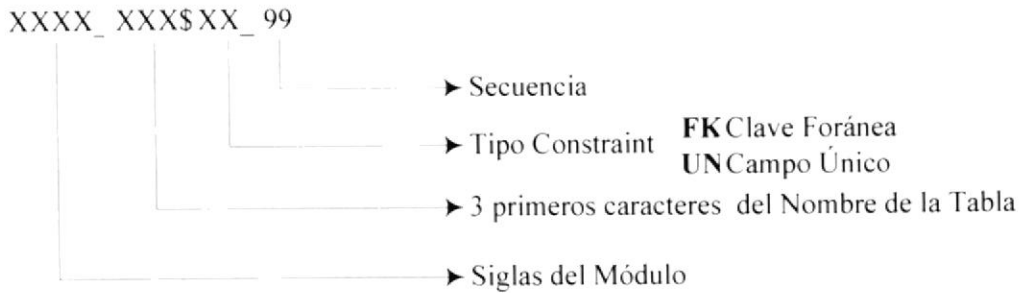 XXXX_ XXX$XX_ 99
Secuencia
Tipo Constraint FK Clave Foránea
UN Campo Único
3 primeros caracteres del Nombre de la Tabla
Siglas del Módulo